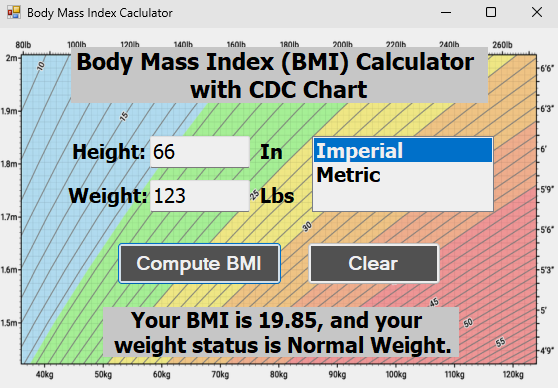 Body Mass Index Caclulator
80lb 100lb 120lb 140lb 160lb 180lb 200lb 220lb 240lb 260lb
Body Mass Index (BMI) Calculator
with CDC Chart
2m
10
6'6"
1.9m
6'3"
15
Height: 66 In
Imperial
1.8m
6'
Metric
Weight: 123 Lbs
25
5'9"
1.7m
30
5'6"
Compute BMI Clear
1.6m
5'3"
45
Your BMI is 19.85, and your
50
1.5m
5'
weight status is Normal Weight.
55
4'9"
40kg 50kg 60kg 70kg 80kg 90kg 100kg 110kg 120kg